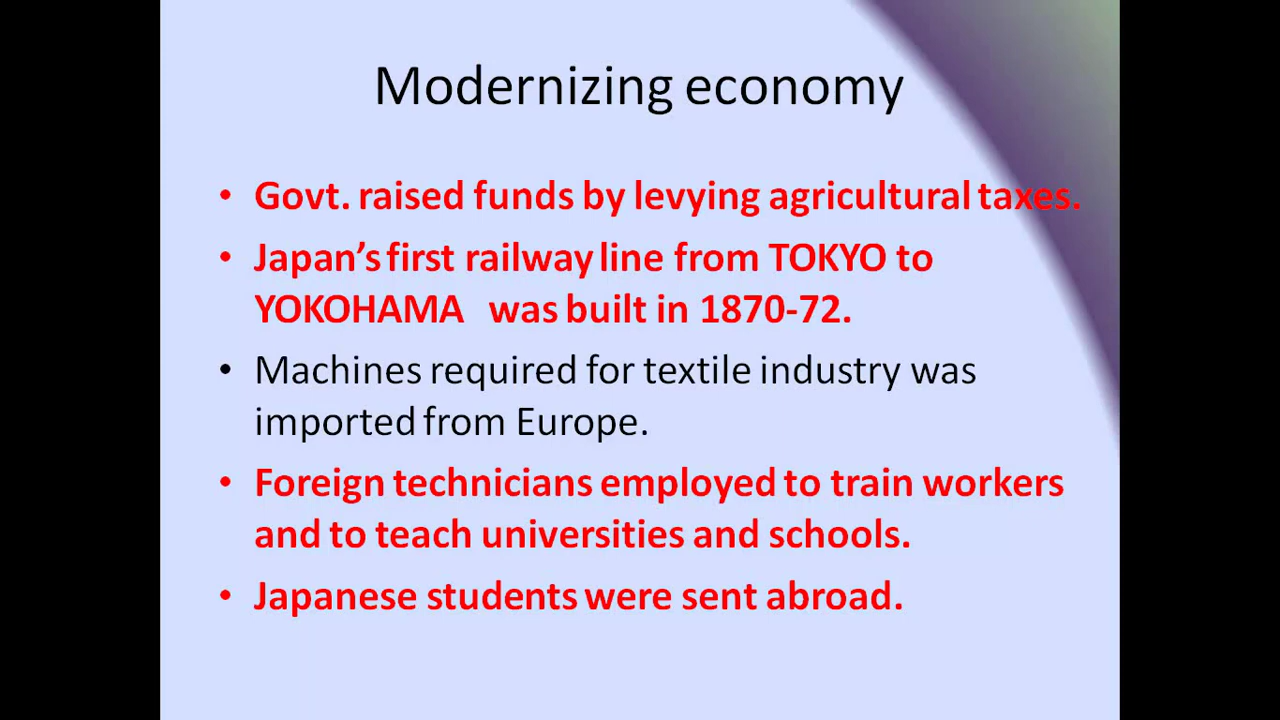 Modernizing economy
• Govt. raised funds by levying agricultural taxes.
• Japan's first railway line from TOKYO to
YOKOHAMA was built in 1870-72.
• Machines required for textile industry was
imported from Europe.
• Foreign technicians employed to train workers
and to teach universities and schools.
• Japanese students were sent abroad.